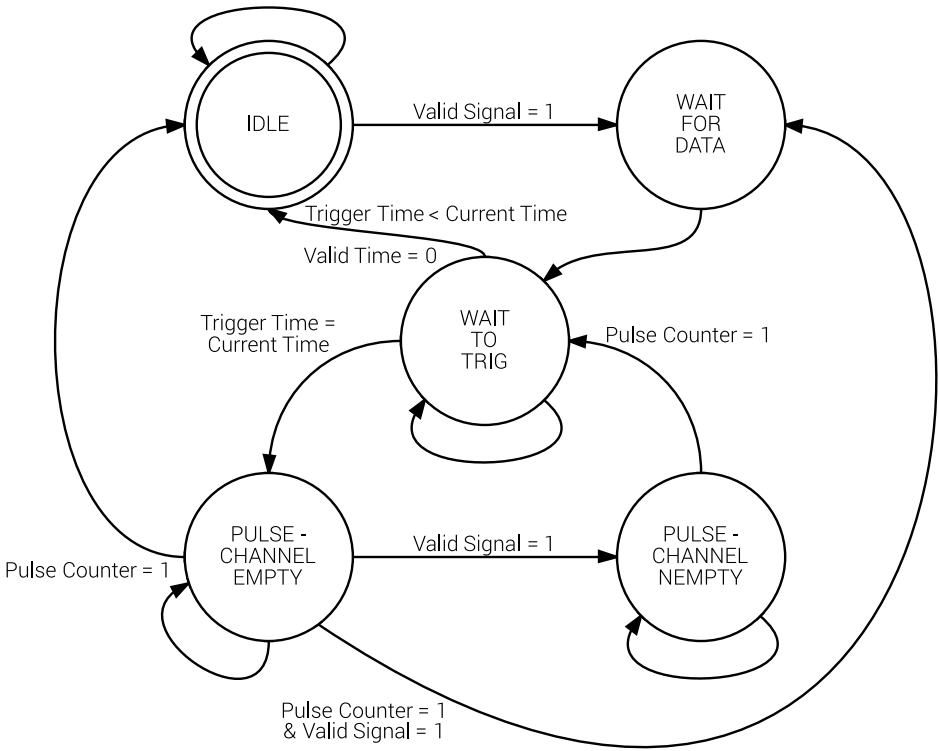 IDLE
Valid Signal = 1
WAIT
FOR
DATA
Trigger Time < Current Time
Valid Time = 0
Trigger Time =
Current Time
WAIT
TO
TRIG
Pulse Counter = 1
PULSE -
CHANNEL
EMPTY
Valid Signal = 1
PULSE -
CHANNEL
NEMPTY
Pulse Counter = 1
Pulse Counter = 1
& Valid Signal = 1